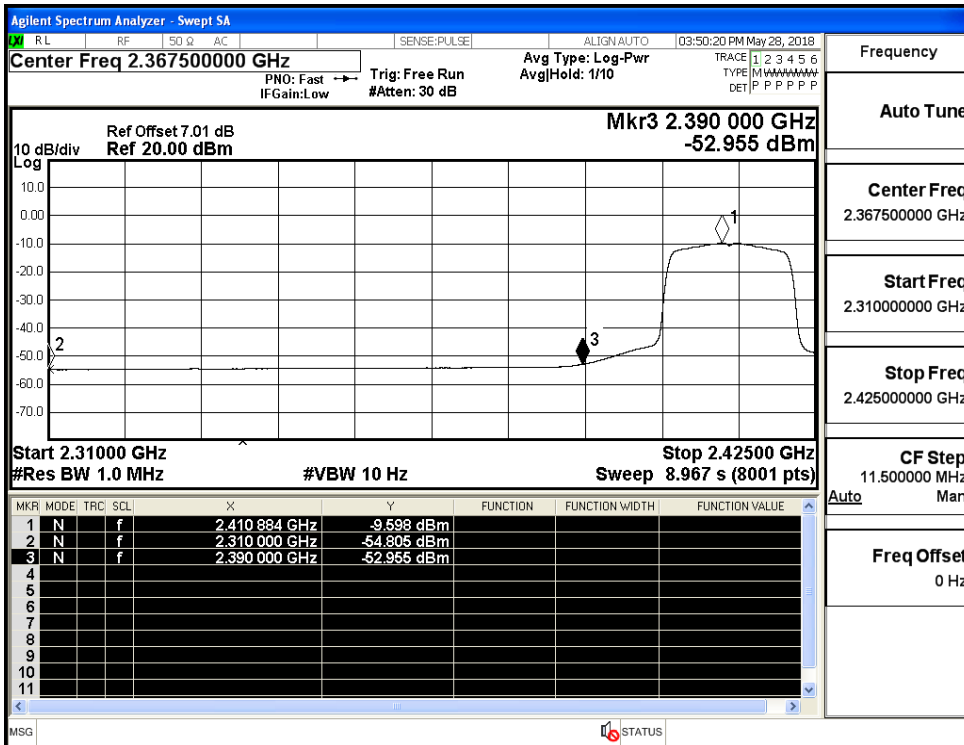 Agilent Spectrum Analyzer - Swept SA
LXI RL RF 50 Ω AC SENSE:PULSE ALIGN AUTO 03:50:20 PM May 28, 2018
Center Freq 2.367500000 GHz
PNO: Fast
IFGain:Low
Trig: Free Run
#Atten: 30 dB
Avg Type: Log-Pwr
Avg|Hold: 1/10
TRACE 1 2 3 4 5 6
TYPE M
DET P P P P P P
Ref Offset 7.01 dB
10 dB/div Ref 20.00 dBm
Log
Mkr3 2.390 000 GHz
-52.955 dBm
10.0
0.00
-10.0
-20.0
-30.0
-40.0
-50.0
-60.0
-70.0
1
2
3
Start 2.31000 GHz Stop 2.42500 GHz
#Res BW 1.0 MHz #VBW 10 Hz Sweep 8.967 s (8001 pts)
MKR MODE TRC SCL X Y FUNCTION FUNCTION WIDTH FUNCTION VALUE
1 N f 2.410 884 GHz -9.598 dBm
2 N f 2.310 000 GHz -54.805 dBm
3 N f 2.390 000 GHz -52.955 dBm
4
5
6
7
8
9
10
11
MSG STATUS
Frequency
Auto Tune
Center Freq
2.367500000 GHz
Start Freq
2.310000000 GHz
Stop Freq
2.425000000 GHz
CF Step
11.500000 MHz
Auto Man
Freq Offset
0 Hz